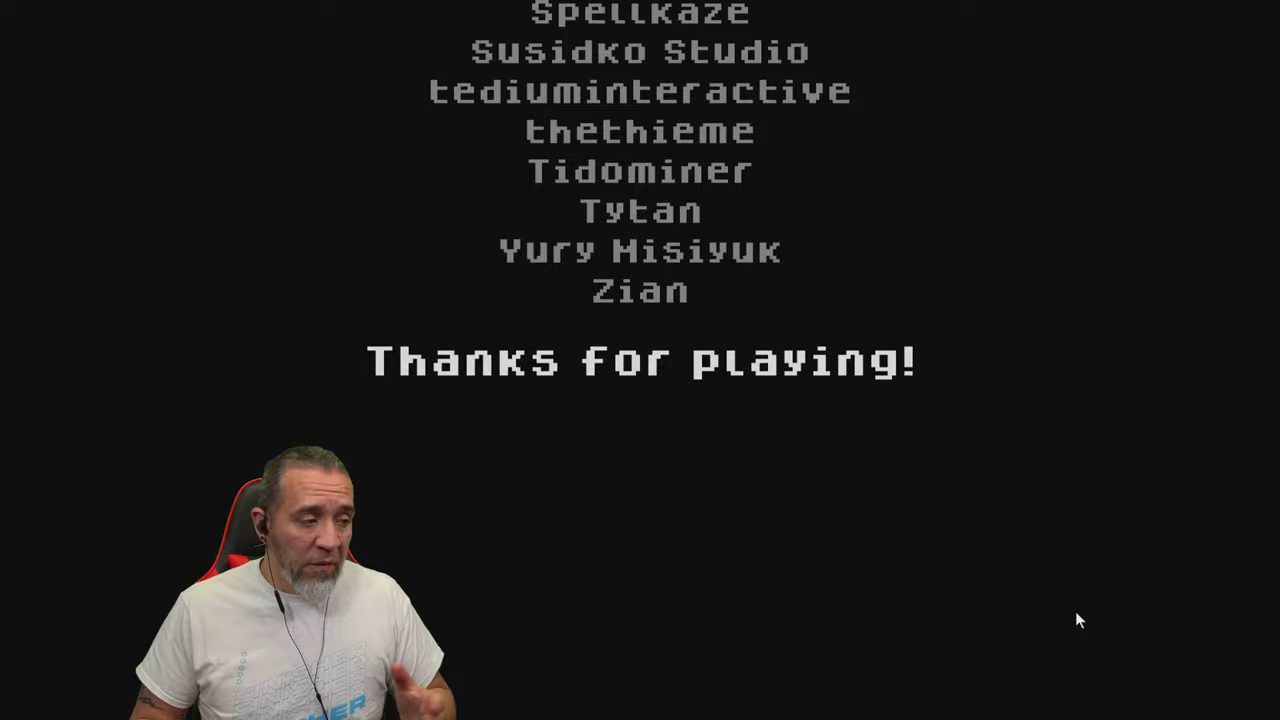 Spellkaze
Susidko Studio
tediuminteractive
thethieme
Tidominer
Tytan
Yury Misiyuk
Zian
Thanks for playing!